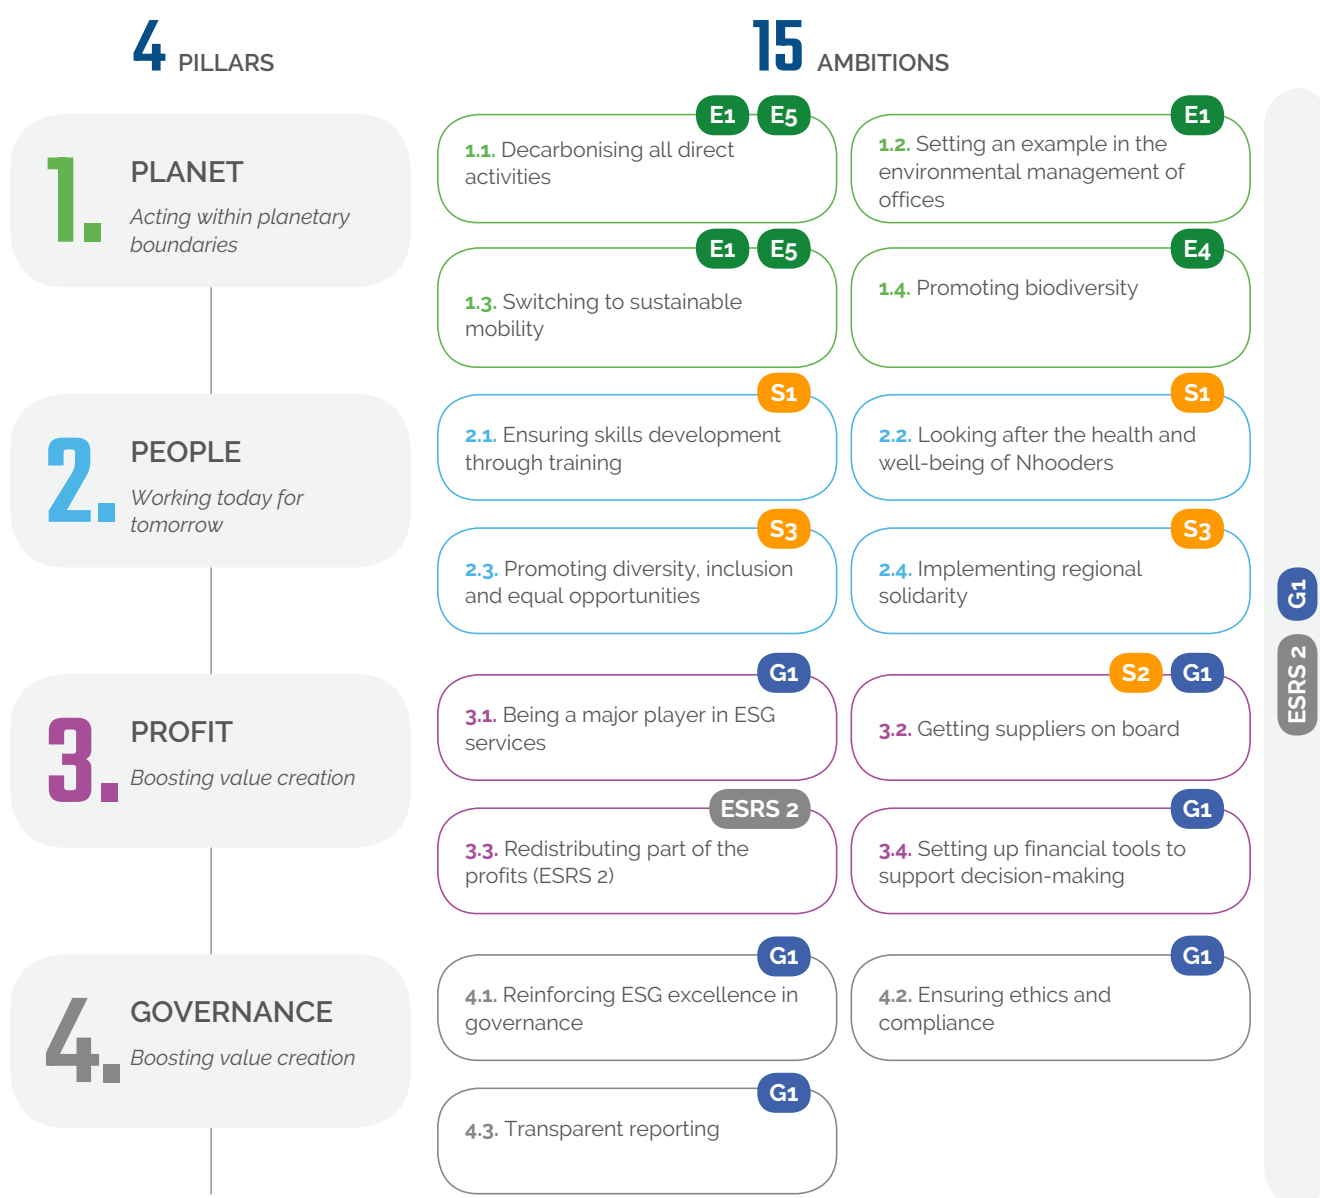 4 PILLARS
15 AMBITIONS
1.
PLANET
Acting within planetary
boundaries
E1 E5
1.1. Decarbonising all direct
activities
E1
1.2. Setting an example in the
environmental management of
offices
E1 E5
1.3. Switching to sustainable
mobility
E4
1.4. Promoting biodiversity
2.
PEOPLE
Working today for
tomorrow
S1
2.1. Ensuring skills development
through training
S1
2.2. Looking after the health and
well-being of Nhooders
S3
2.3. Promoting diversity, inclusion
and equal opportunities
S3
2.4. Implementing regional
solidarity
3.
PROFIT
Boosting value creation
G1
3.1. Being a major player in ESG
services
S2 G1
3.2. Getting suppliers on board
ESRS 2
3.3. Redistributing part of the
profits (ESRS 2)
G1
3.4. Setting up financial tools to
support decision-making
4.
GOVERNANCE
Boosting value creation
G1
4.1. Reinforcing ESG excellence in
governance
G1
4.2. Ensuring ethics and
compliance
G1
4.3. Transparent reporting
ESRS 2
G1